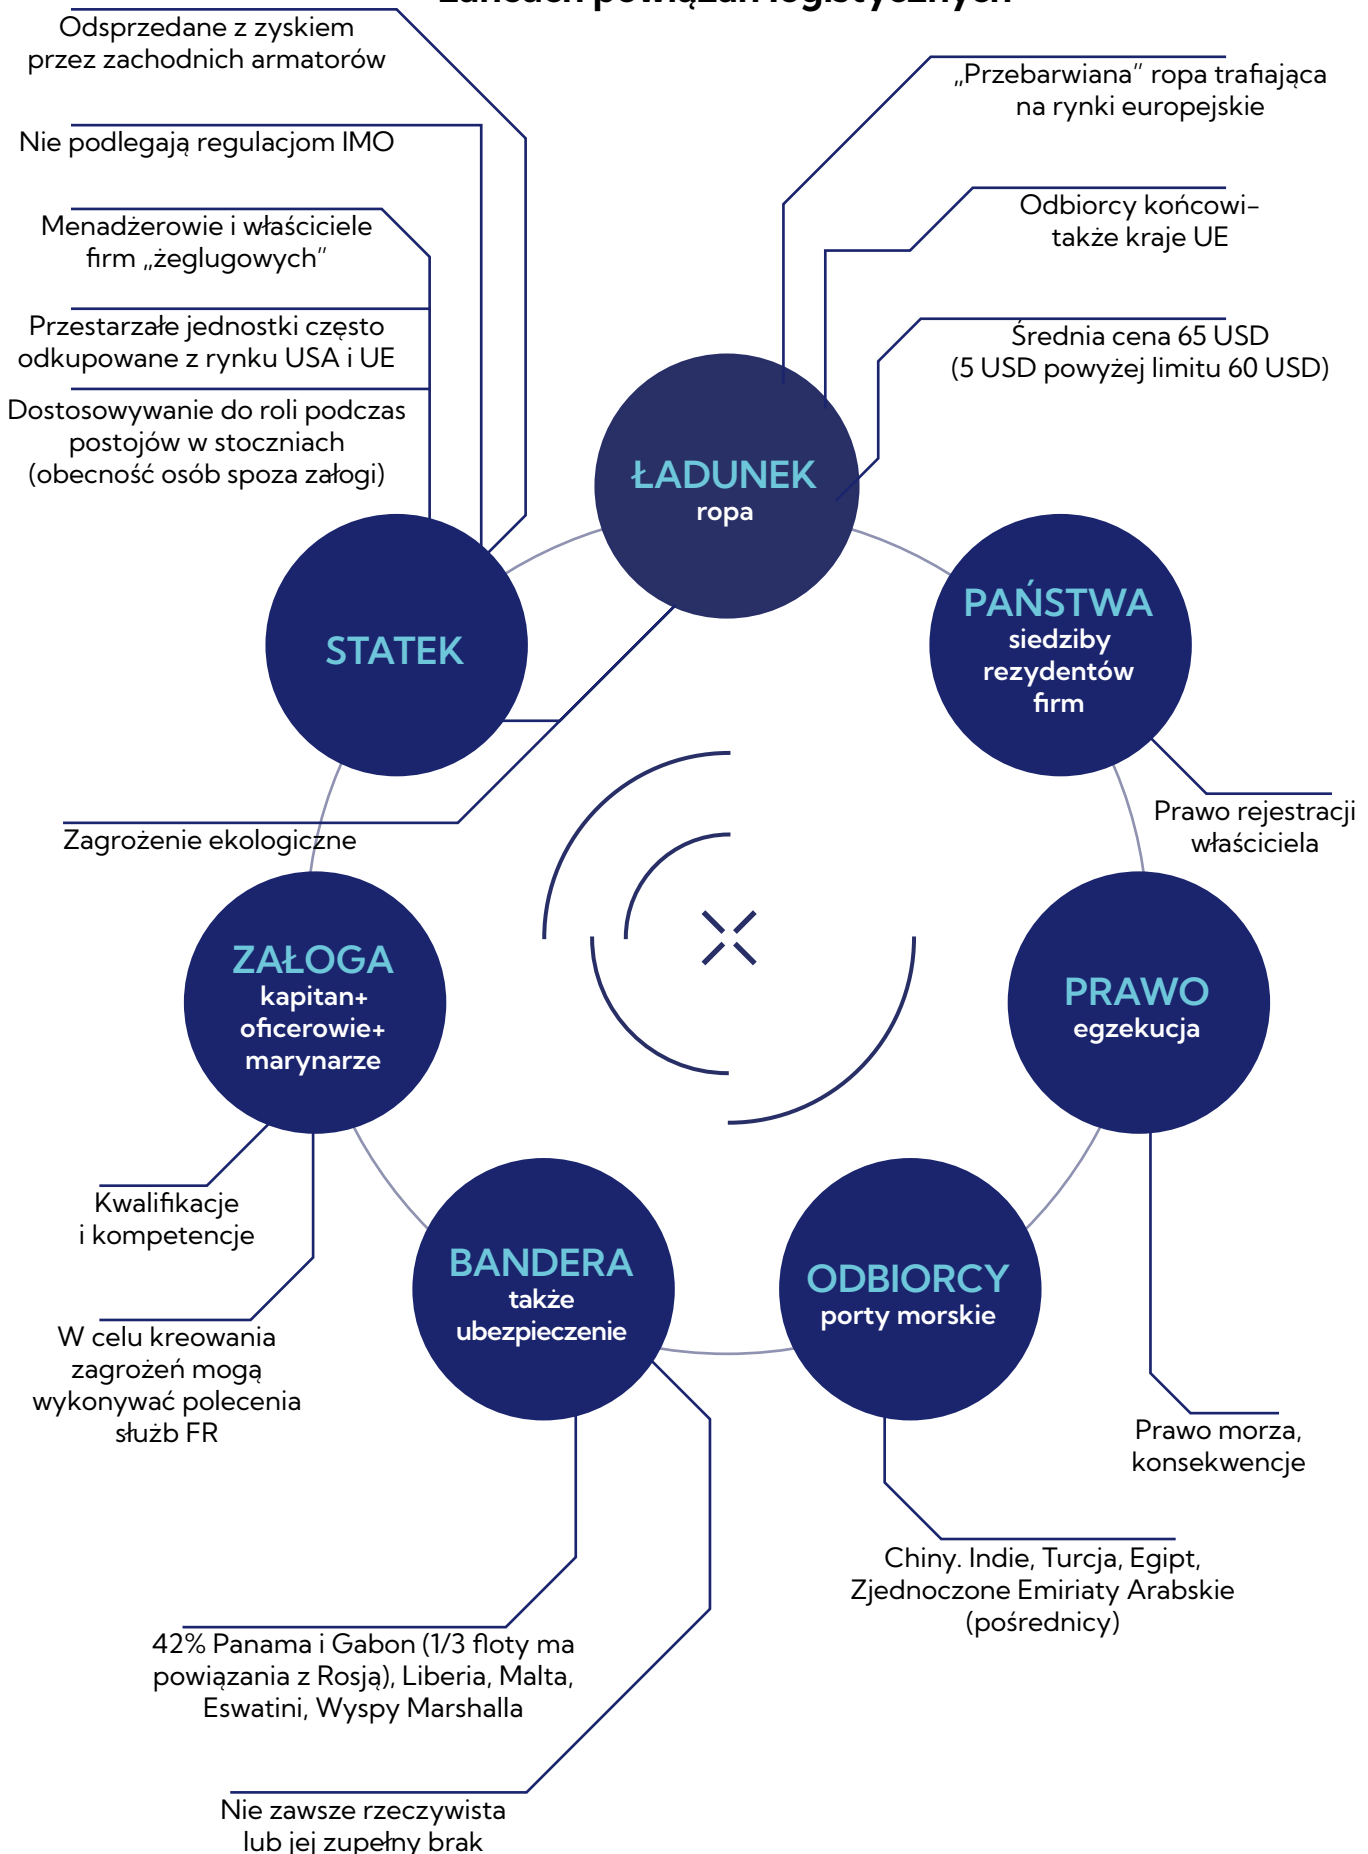 Łańcuch powiązań logistycznych
Odsprzedane z zyskiem
przez zachodnich armatorów
Nie podlegają regulacjom IMO
Menadżerowie i właściciele
firm „żeglugowych”
Przestarzałe jednostki często
odkupowane z rynku USA i UE
Dostosowywanie do roli podczas
postojów w stoczniach
(obecność osób spoza załogi)
„Przebarwiana” ropa trafiająca
na rynki europejskie
Odbiorcy końcowi-
także kraje UE
Średnia cena 65 USD
(5 USD powyżej limitu 60 USD)
ŁADUNEK
ropa
STATEK
PAŃSTWA
siedziby
rezydentów
firm
Zagrożenie ekologiczne
Prawo rejestracji
właściciela
ZAŁOGA
kapitan+
oficerowie+
marynarze
PRAWO
egzekucja
Kwalifikacje
i kompetencje
W celu kreowania
zagrożeń mogą
wykonywać polecenia
służb FR
BANDERA
także
ubezpieczenie
ODBIORCY
porty morskie
Prawo morza,
konsekwencje
Chiny. Indie, Turcja, Egipt,
Zjednoczone Emiriaty Arabskie
(pośrednicy)
42% Panama i Gabon (1/3 floty ma
powiązania z Rosją), Liberia, Malta,
Eswatini, Wyspy Marshalla
Nie zawsze rzeczywista
lub jej zupełny brak